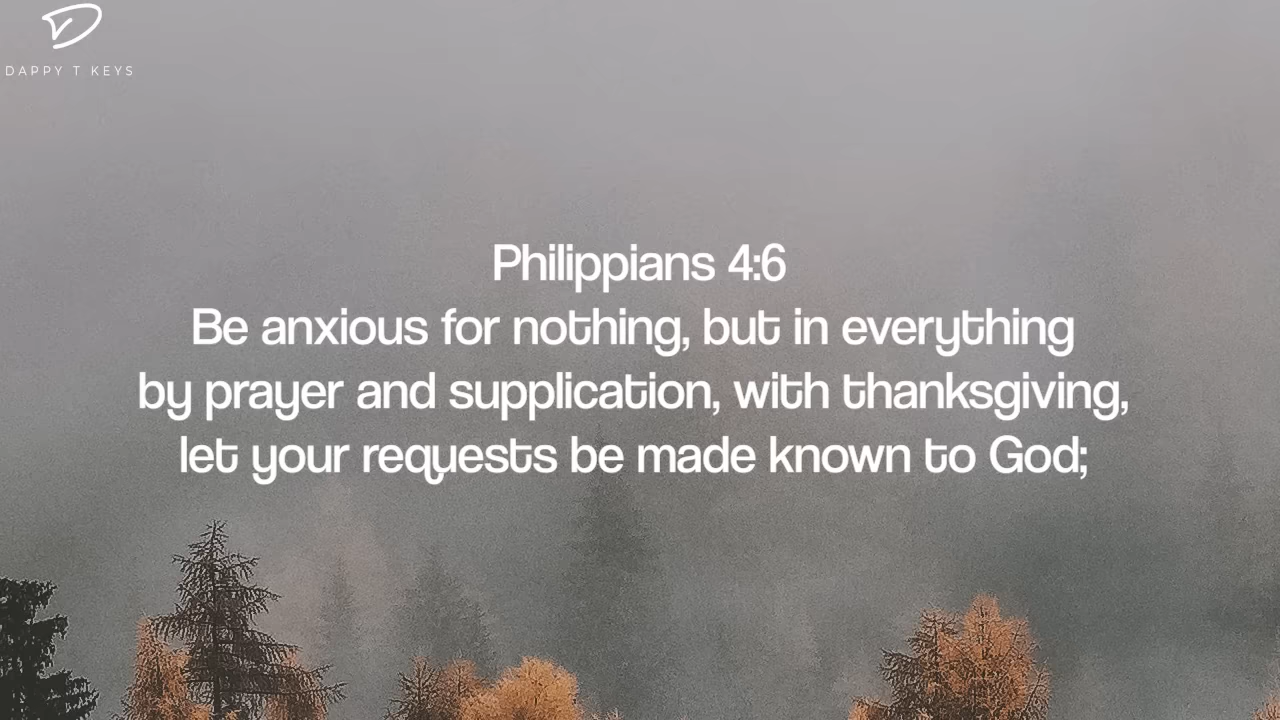 DAPPY T KEYS
Philippians 4:6
Be anxious for nothing, but in everything
by prayer and supplication, with thanksgiving,
let your requests be made known to God;